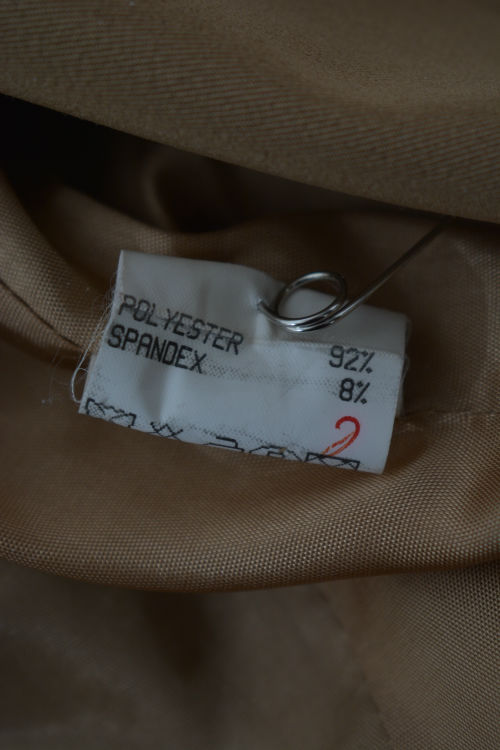 POLYESTER 92%
SPANDEX 8%
2